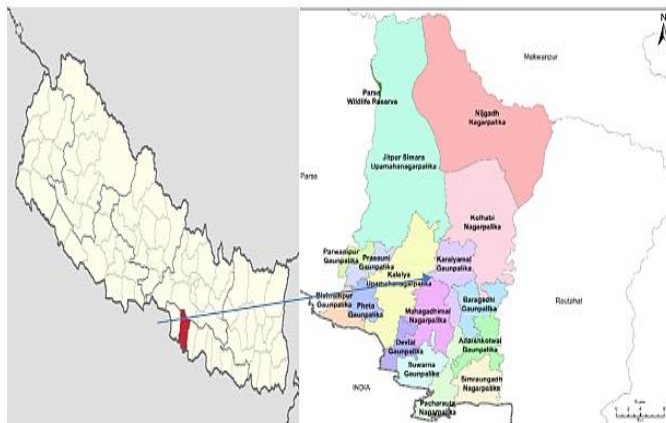 N
Makwanpur
Parsa
Wildlife Reserve
Nijgadh
Nagarpalika
Jitpur Simara
Upamahanagarpalika
Parsa
Kolhabi
Nagarpalika
Parwanipur
Gaunpalika
Prasauni
Gaunpalika
Karaiyamai
Gaunpalika
Kalaiya
Upamahanagarpalika
Bishrampur
Gaunpalika
Pheta
Gaunpalika
Mahagadhimai
Nagarpalika
Baragadhi
Gaunpalika
Rautahat
Adarshkotwal
Gaunpalika
Devtal
Gaunpalika
Suwarna
Gaunpalika
Simraungadh
Nagarpalika
INDIA
Pacharauta
Nagarpalika